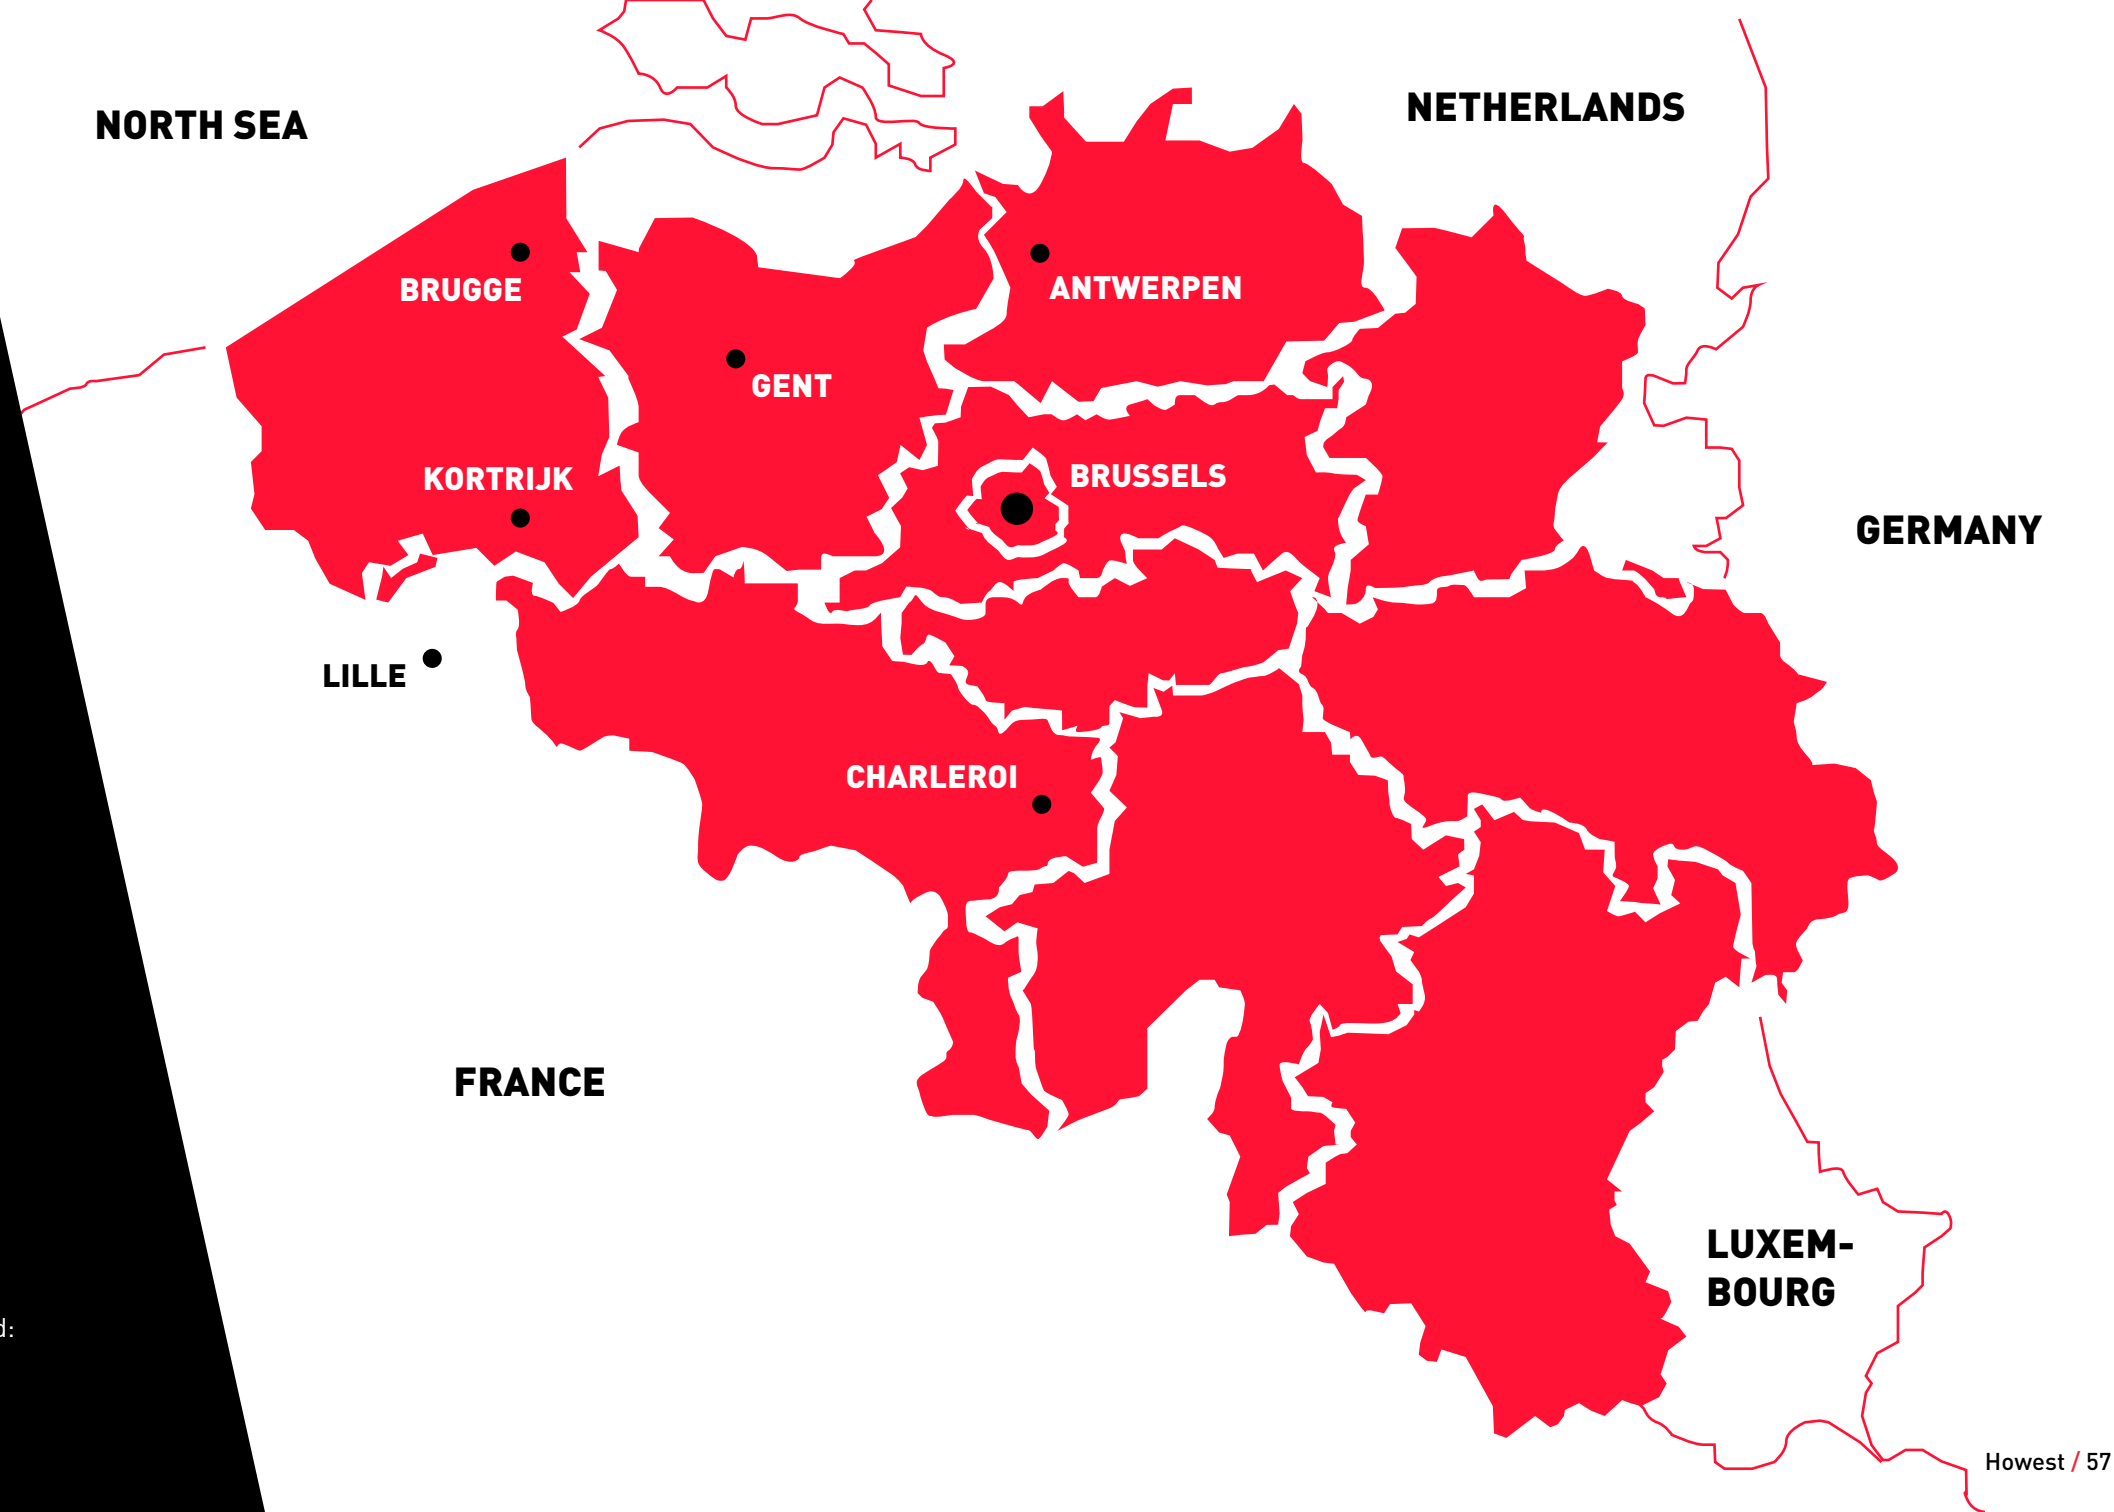 NORTH SEA
NETHERLANDS
BRUGGE
ANTWERPEN
GENT
KORTRIJK
BRUSSELS
GERMANY
LILLE
CHARLEROI
FRANCE
LUXEM-
BOURG
d:
Howest / 57